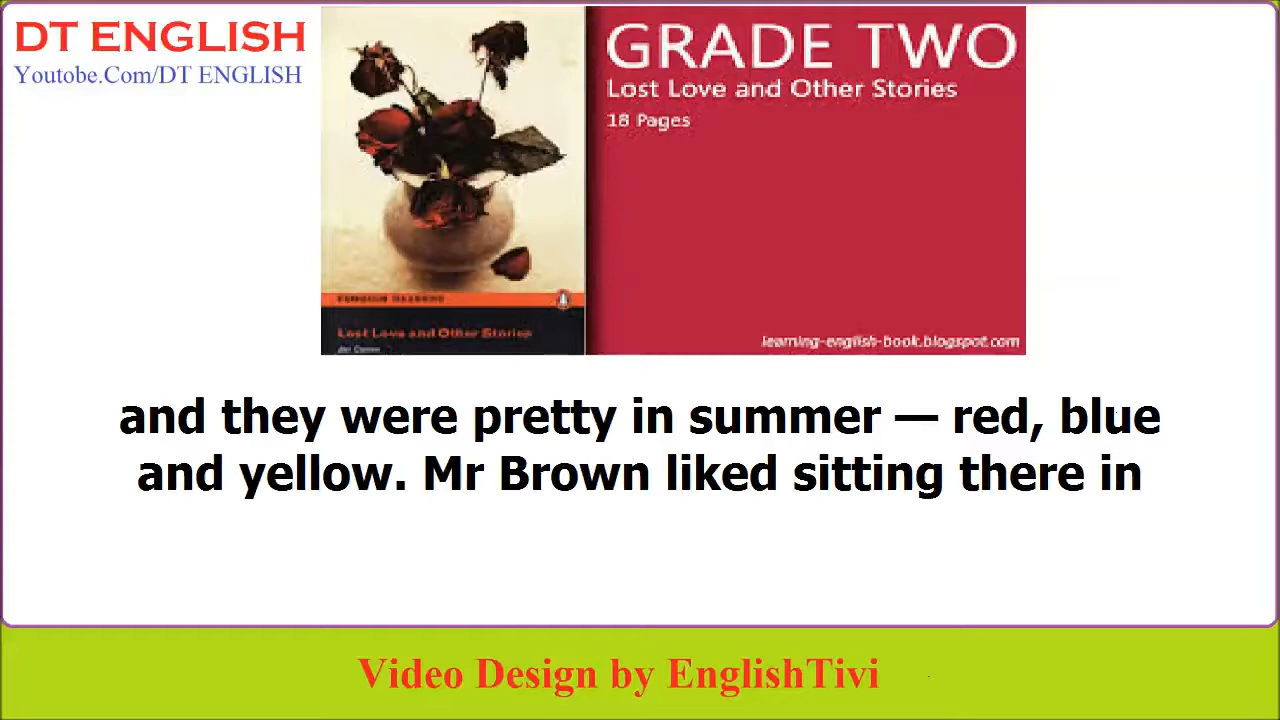 DT ENGLISH
Youtobe.Com/DT ENGLISH
GRADE TWO
Lost Love and Other Stories
18 Pages
PENGUIN READERS
Lost Love and Other Stories
learning-english-book.blogspot.com
and they were pretty in summer — red, blue
and yellow. Mr Brown liked sitting there in
Video Design by EnglishTivi